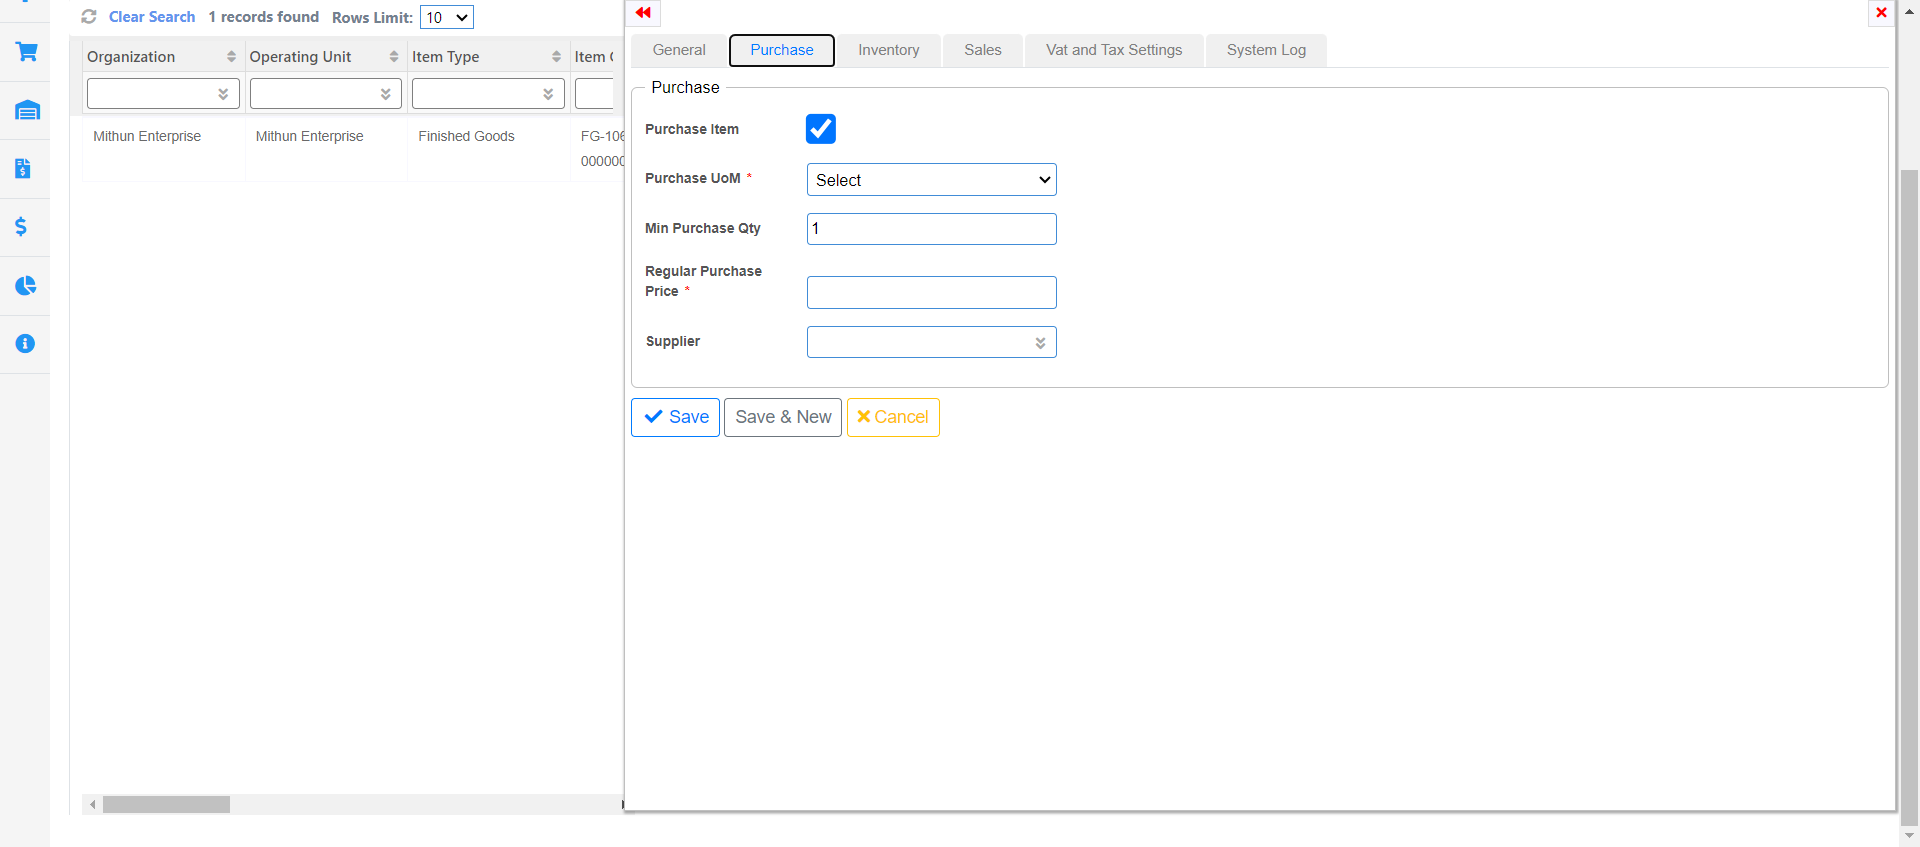 Clear Search 1 records found Rows Limit: 10
Organization Operating Unit Item Type Item
Mithun Enterprise Mithun Enterprise Finished Goods FG-106
000000
General Purchase Inventory Sales Vat and Tax Settings System Log
Purchase
Purchase Item
Purchase UoM * Select
Min Purchase Qty 1
Regular Purchase
Price *
Supplier
Save Save & New Cancel